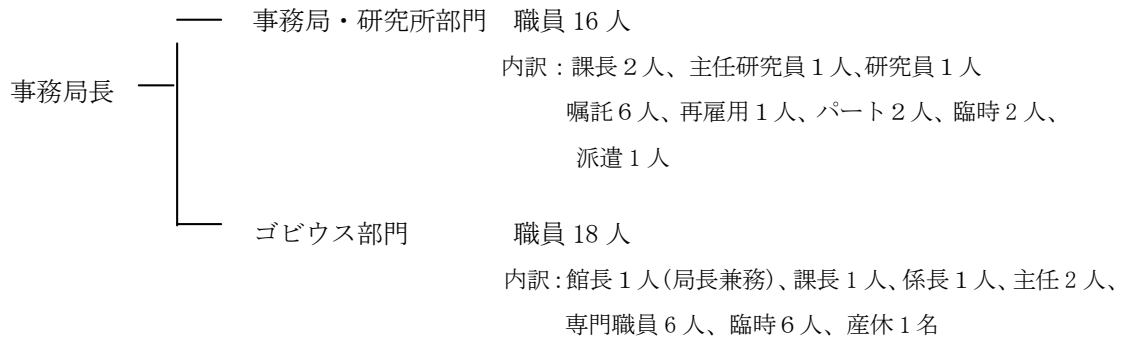 事務局・研究所部門 職員 16 人
内訳：課長２人、主任研究員１人、研究員１人
事務局長
嘱託６人、再雇用１人、パート２人、臨時２人、
派遣１人
ゴビウス部門 職員 18 人
内訳：館長１人(局長兼務)、課長１人、係長１人、主任２人、
専門職員６人、臨時６人、産休１名